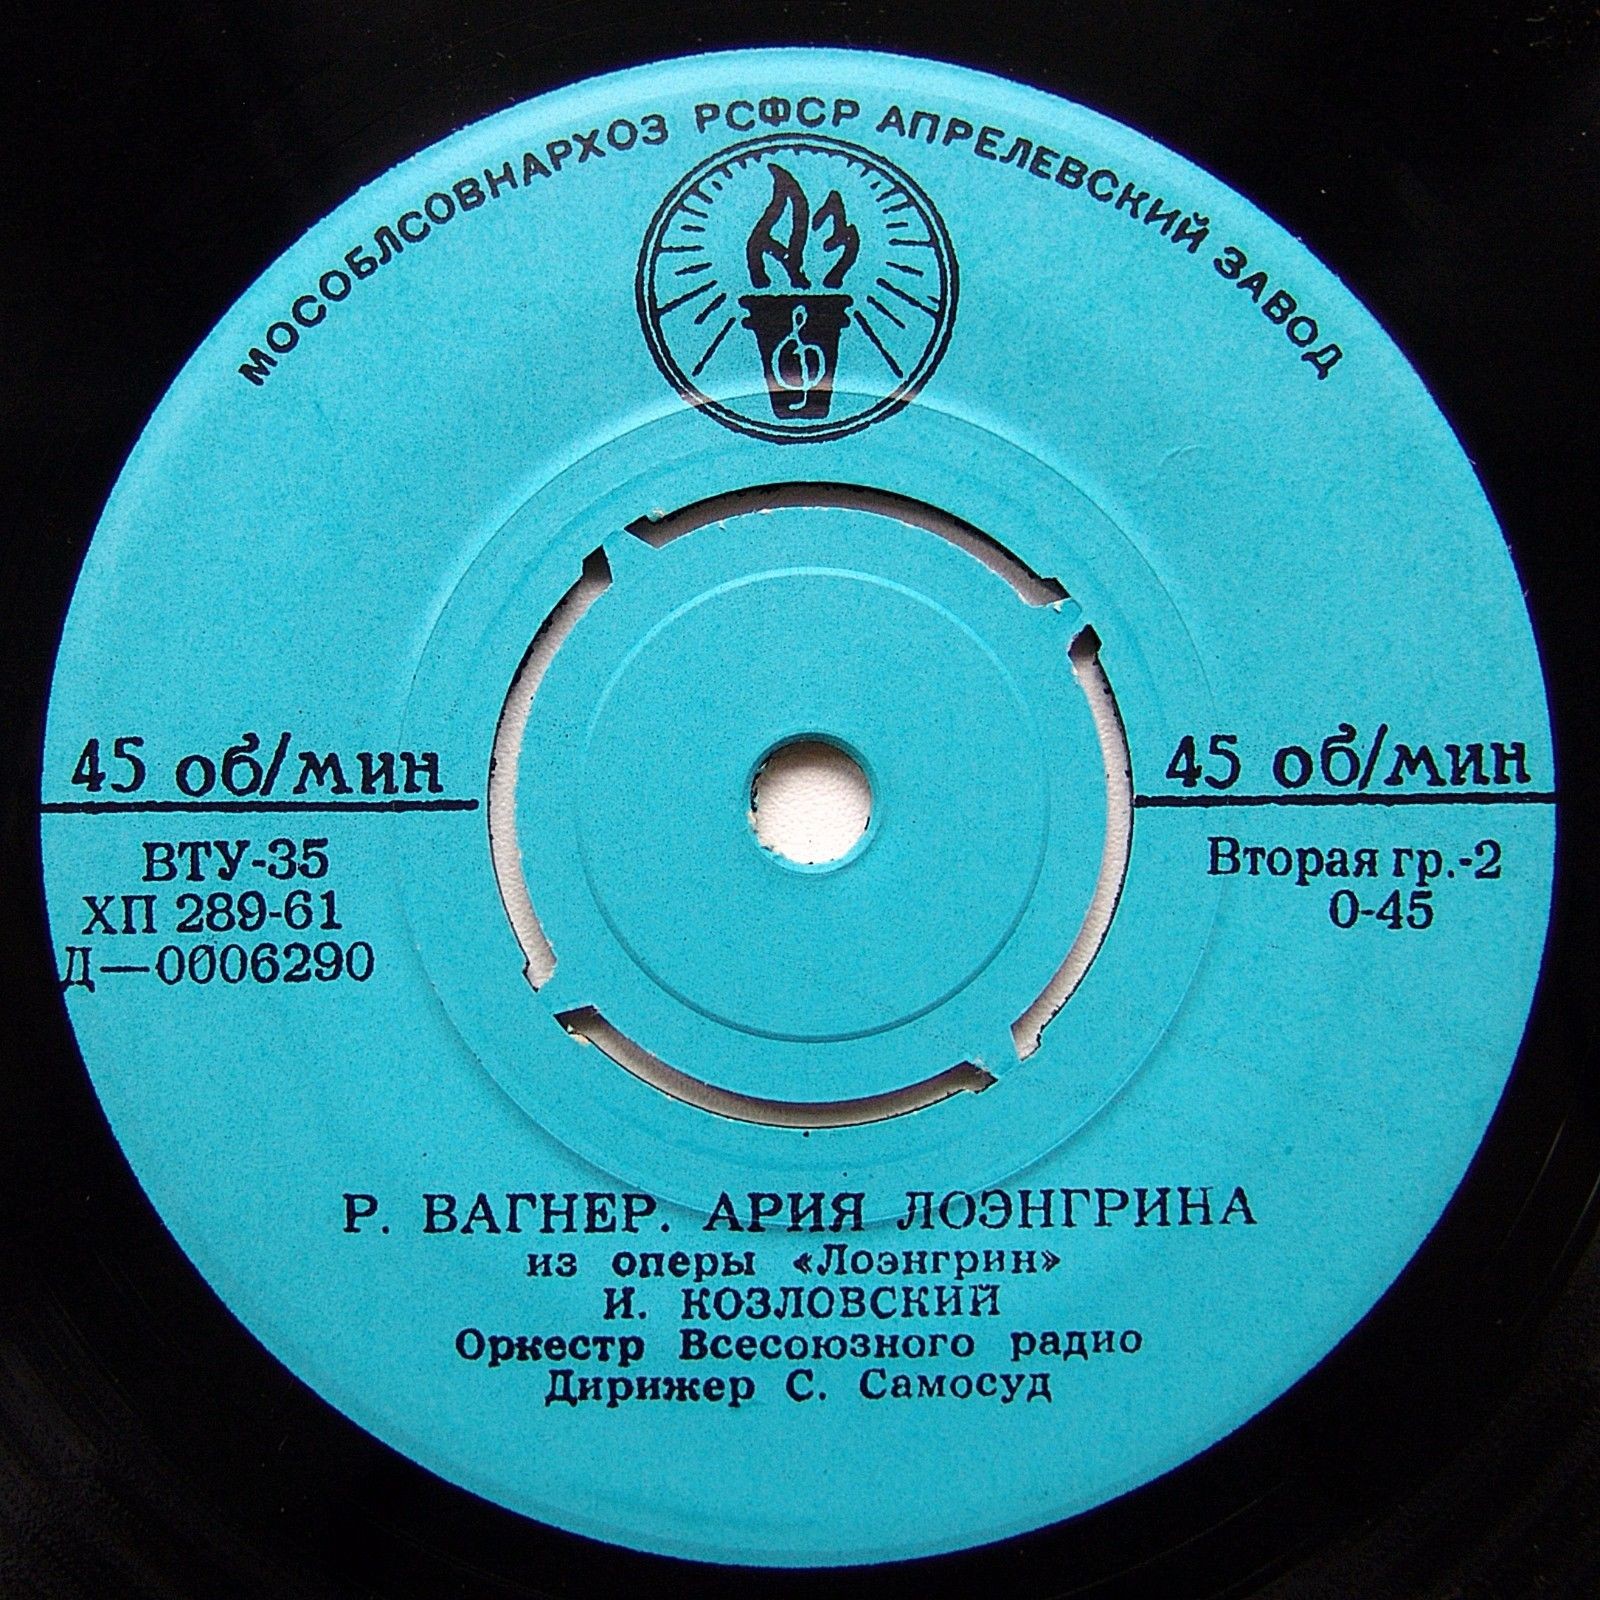 МОСОБЛСОВНАРХОЗ РСФСР АПРЕЛЕВСКИЙ ЗАВОД
АЗ
45 об/мин
45 об/мин
ВТУ-35
ХП 289-61
Д—0006290
Вторая гр.-2
0-45
Р. ВАГНЕР. АРИЯ ЛОЭНГРИНА
из оперы «Лоэнгрин»
И. КОЗЛОВСКИЙ
Оркестр Всесоюзного радио
Дирижер С. Самосуд